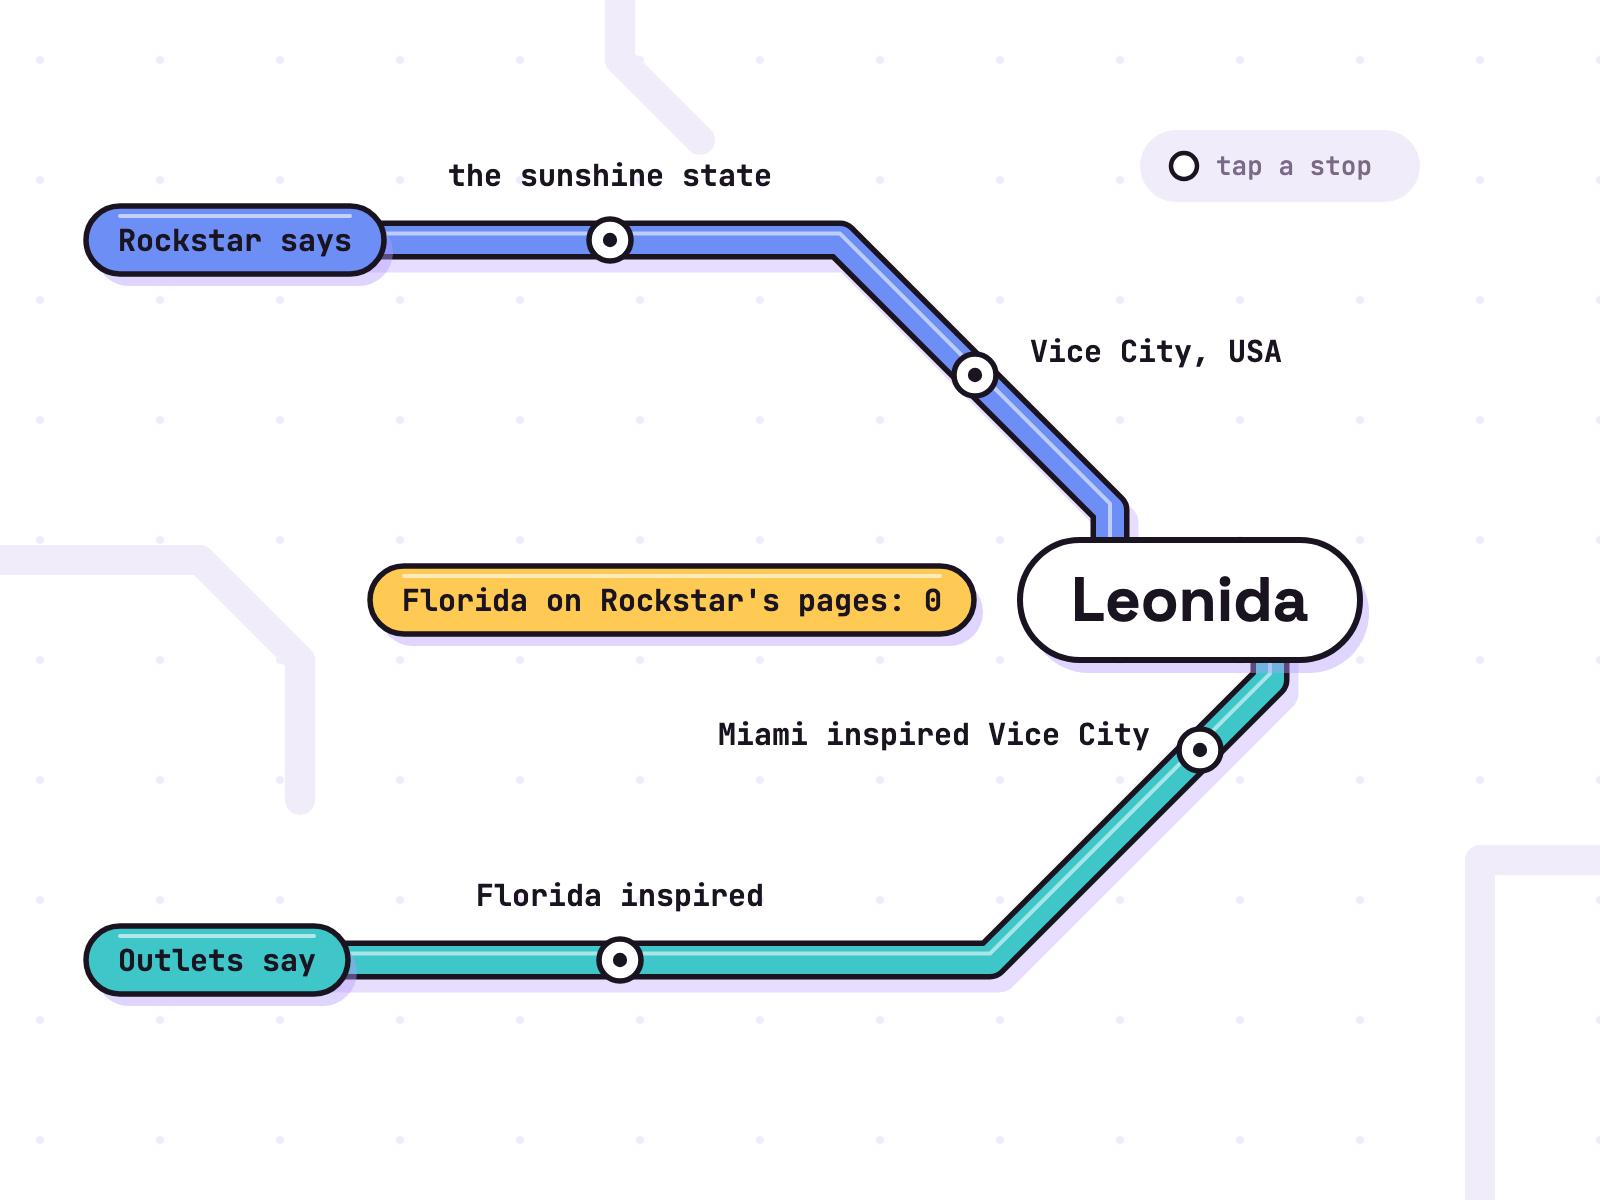 tap a stop
the sunshine state
Rockstar says
Vice City, USA
Florida on Rockstar's pages: 0
Leonida
Miami inspired Vice City
Florida inspired
Outlets say